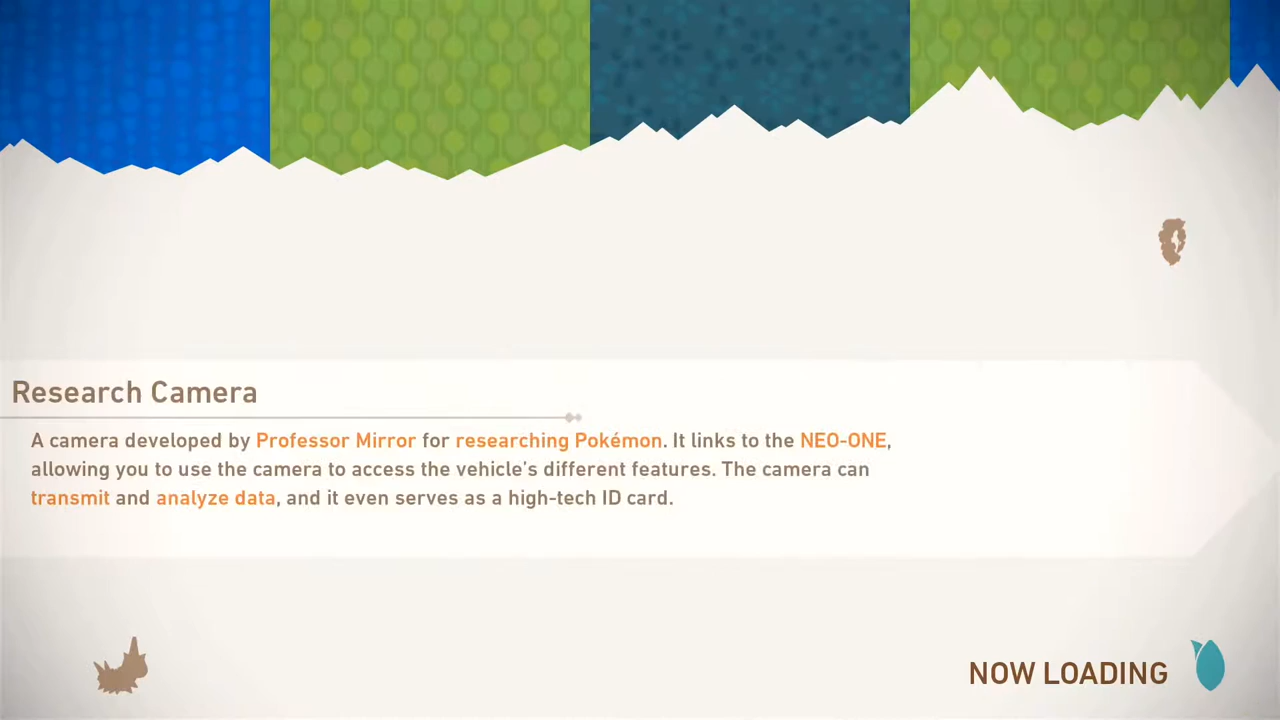 Research Camera
A camera developed by Professor Mirror for researching Pokémon. It links to the NEO-ONE,
allowing you to use the camera to access the vehicle's different features. The camera can
transmit and analyze data, and it even serves as a high-tech ID card.
NOW LOADING